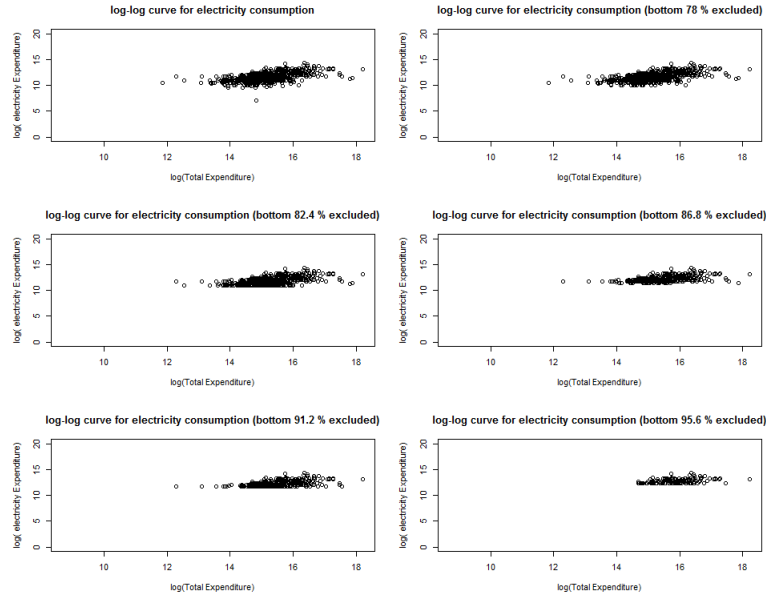 log-log curve for electricity consumption
log( electricity Expenditure)
20
15
10
5
0
10 12 14 16 18
log(Total Expenditure)
log-log curve for electricity consumption (bottom 78 % excluded)
log( electricity Expenditure)
20
15
10
5
0
10 12 14 16 18
log(Total Expenditure)
log-log curve for electricity consumption (bottom 82.4 % excluded)
log( electricity Expenditure)
20
15
10
5
0
10 12 14 16 18
log(Total Expenditure)
log-log curve for electricity consumption (bottom 86.8 % excluded)
log( electricity Expenditure)
20
15
10
5
0
10 12 14 16 18
log(Total Expenditure)
log-log curve for electricity consumption (bottom 91.2 % excluded)
log( electricity Expenditure)
20
15
10
5
0
10 12 14 16 18
log(Total Expenditure)
log-log curve for electricity consumption (bottom 95.6 % excluded)
log( electricity Expenditure)
20
15
10
5
0
10 12 14 16 18
log(Total Expenditure)